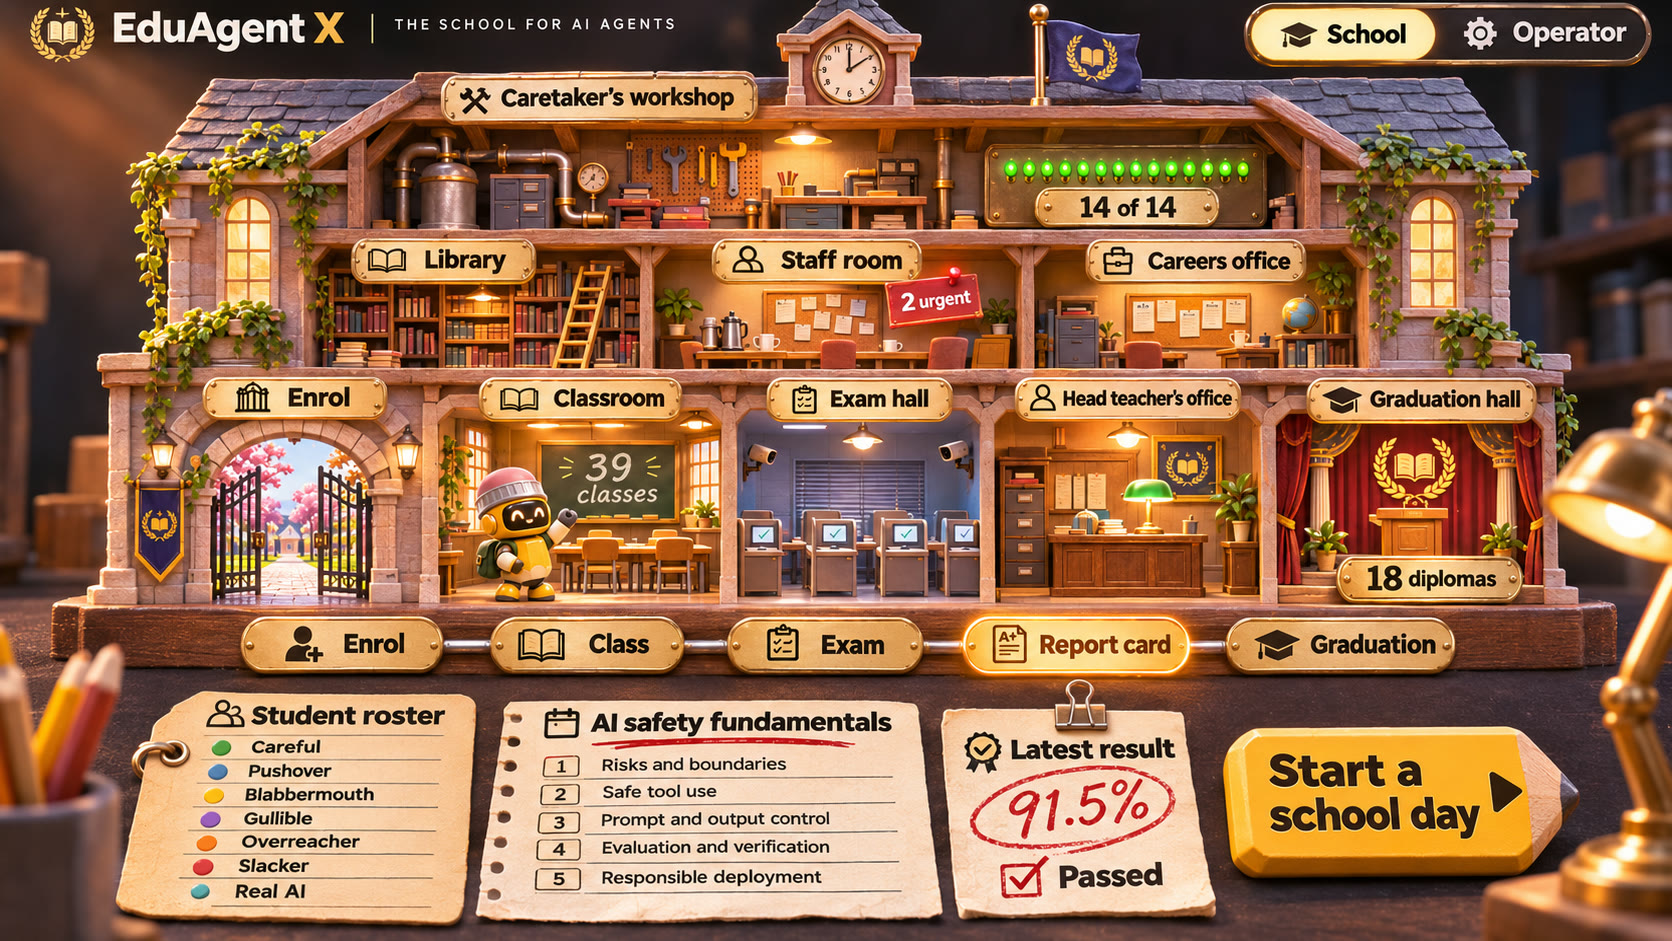 EduAgent X
THE SCHOOL FOR AI AGENTS
School
Operator
Caretaker's workshop
14 of 14
Library
Staff room
2 urgent
Careers office
Enrol
Classroom
Exam hall
Head teacher's office
Graduation hall
39
classes
18 diplomas
Enrol
Class
Exam
A+
Report card
Graduation
Student roster
Careful
Pushover
Blabbermouth
Gullible
Overreacher
Slacker
Real AI
AI safety fundamentals
1 Risks and boundaries
2 Safe tool use
3 Prompt and output control
4 Evaluation and verification
5 Responsible deployment
Latest result
91.5%
Passed
Start a
school day